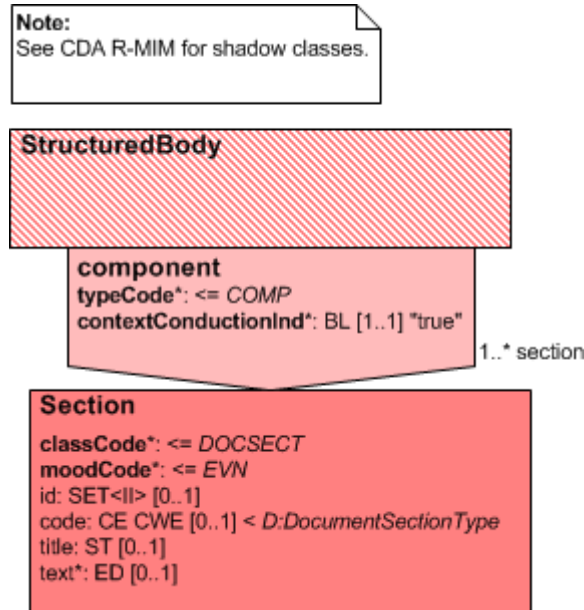 Note:
See CDA R-MIM for shadow classes.
StructuredBody
component
typeCode*: <= COMP
contextConductionInd*: BL [1..1] "true"
1..* section
Section
classCode*: <= DOCSECT
moodCode*: <= EVN
id: SET<II> [0..1]
code: CE CWE [0..1] < D:DocumentSectionType
title: ST [0..1]
text*: ED [0..1]